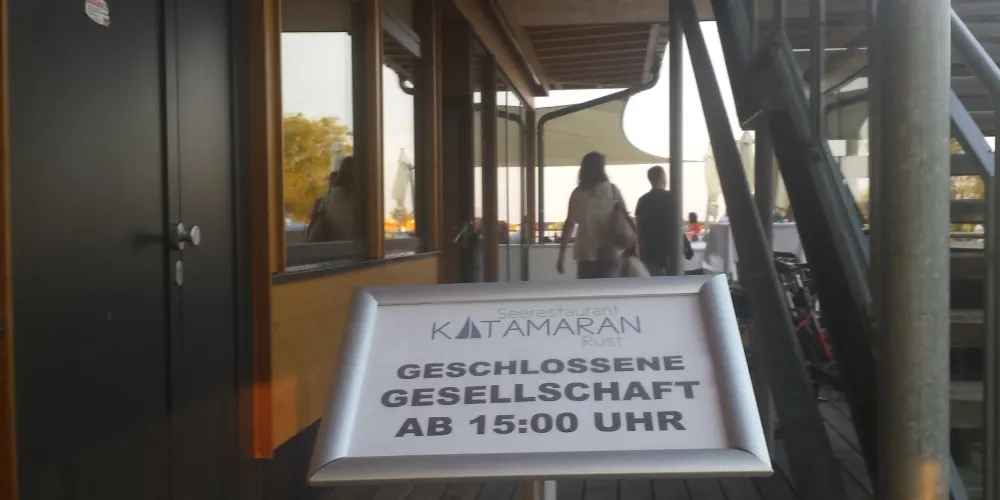 Seerestaurant
KATAMARAN
Rust
GESCHLOSSENE
GESELLSCHAFT
AB 15:00 UHR